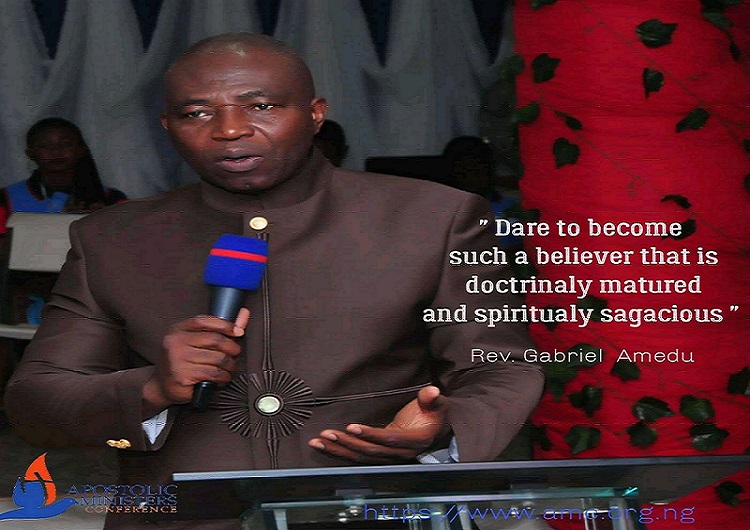 " Dare to become
such a believer that is
doctrinaly matured
and spiritualy sagacious "
Rev. Gabriel Amedu
APOSTOLIC
MINISTERS
CONFERENCE
https://www.amc.org.ng